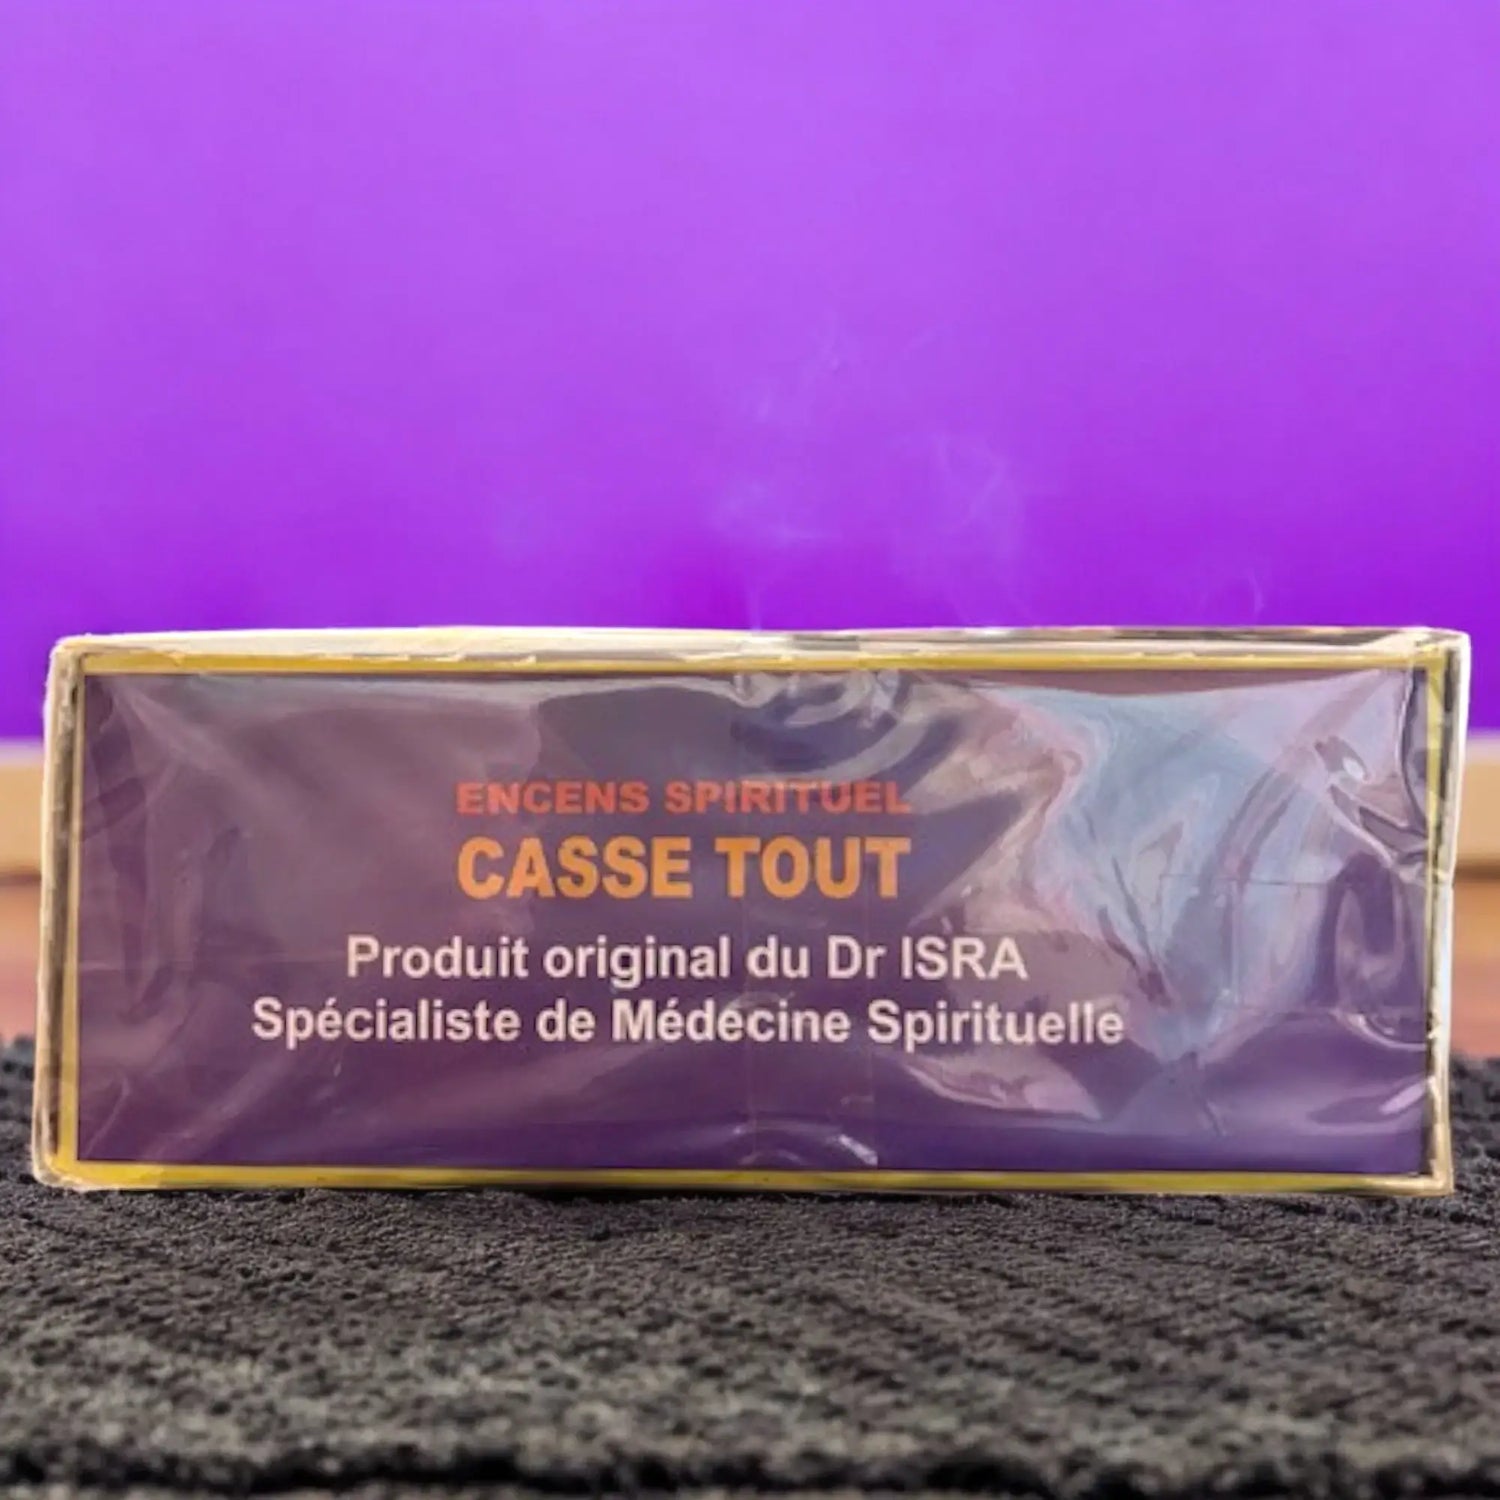 ENCENS SPIRITUEL
CASSE TOUT
Produit original du Dr ISRA
Spécialiste de Médecine Spirituelle